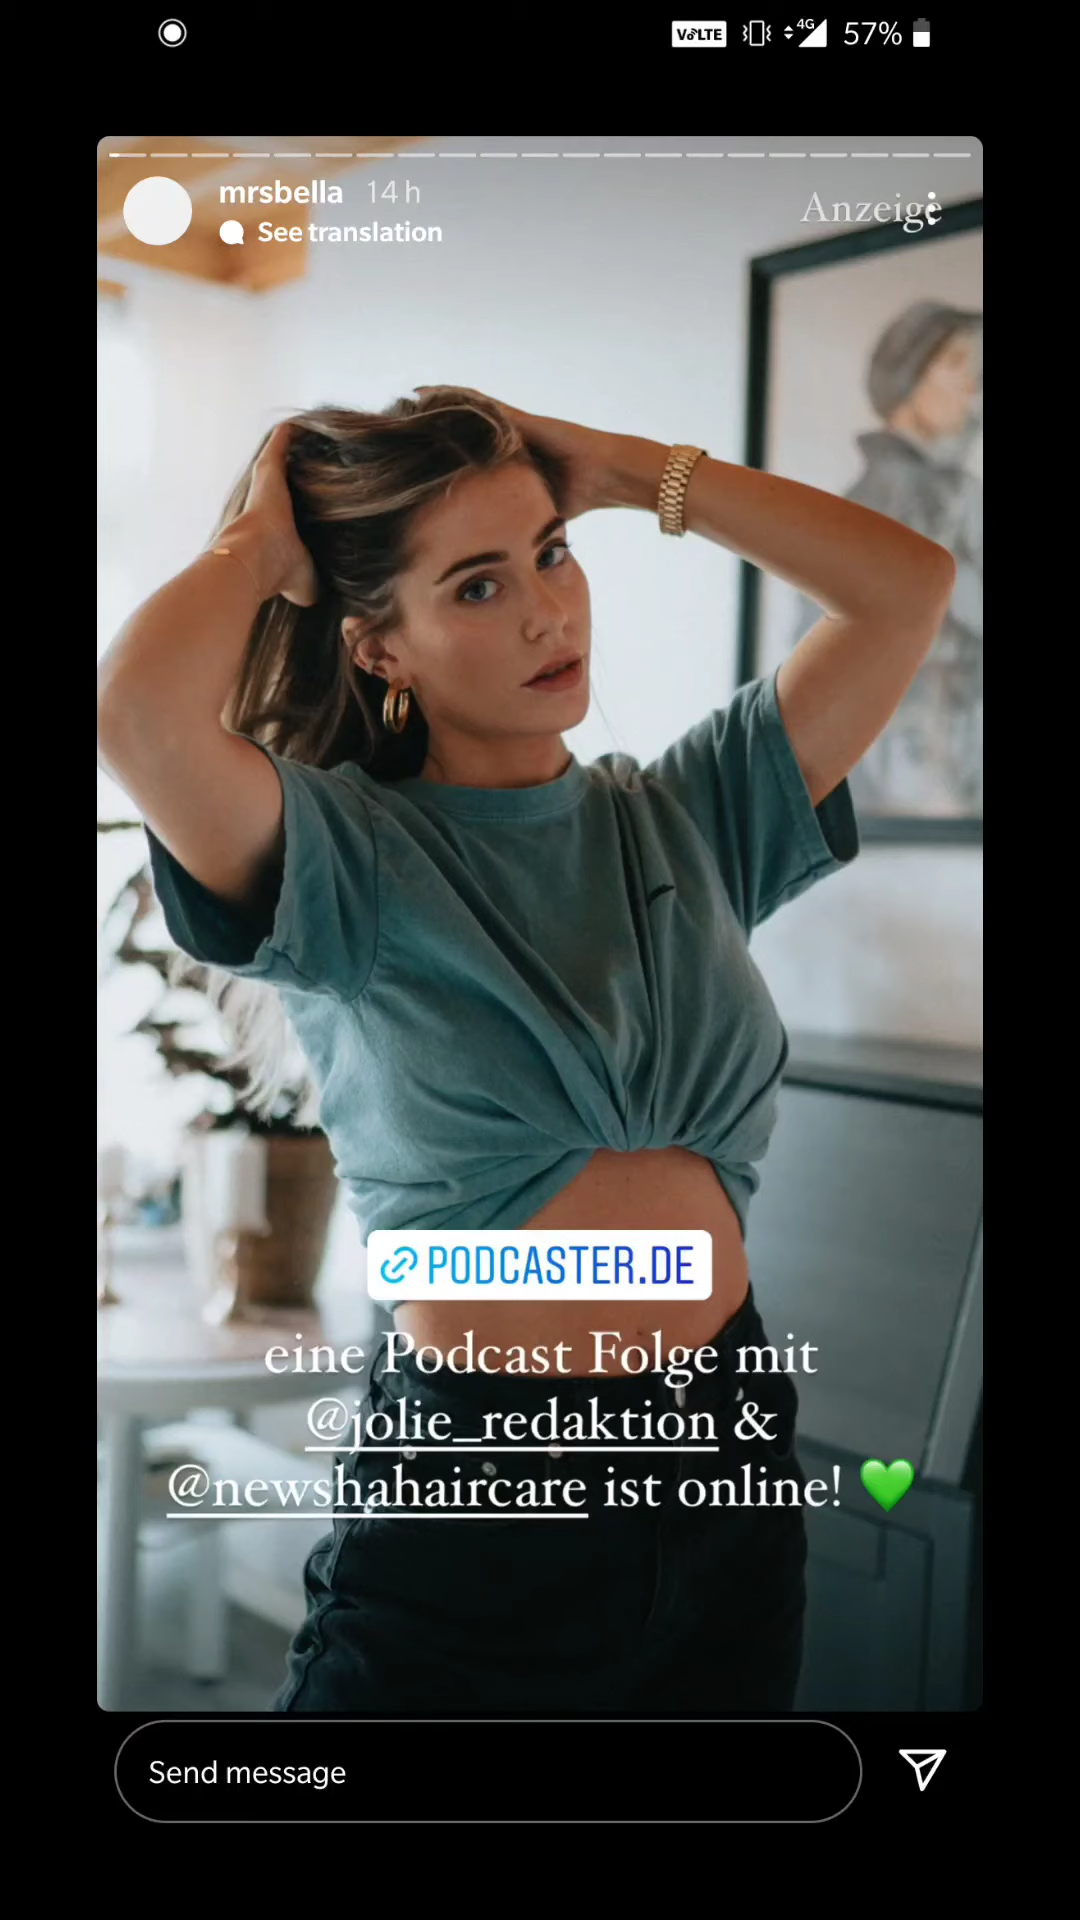 VoLTE 4G 57%
mrsbella 14 h
See translation
Anzeige
PODCASTER.DE
eine Podcast Folge mit
@jolie_redaktion &
@newshahaircare ist online! 💚
Send message